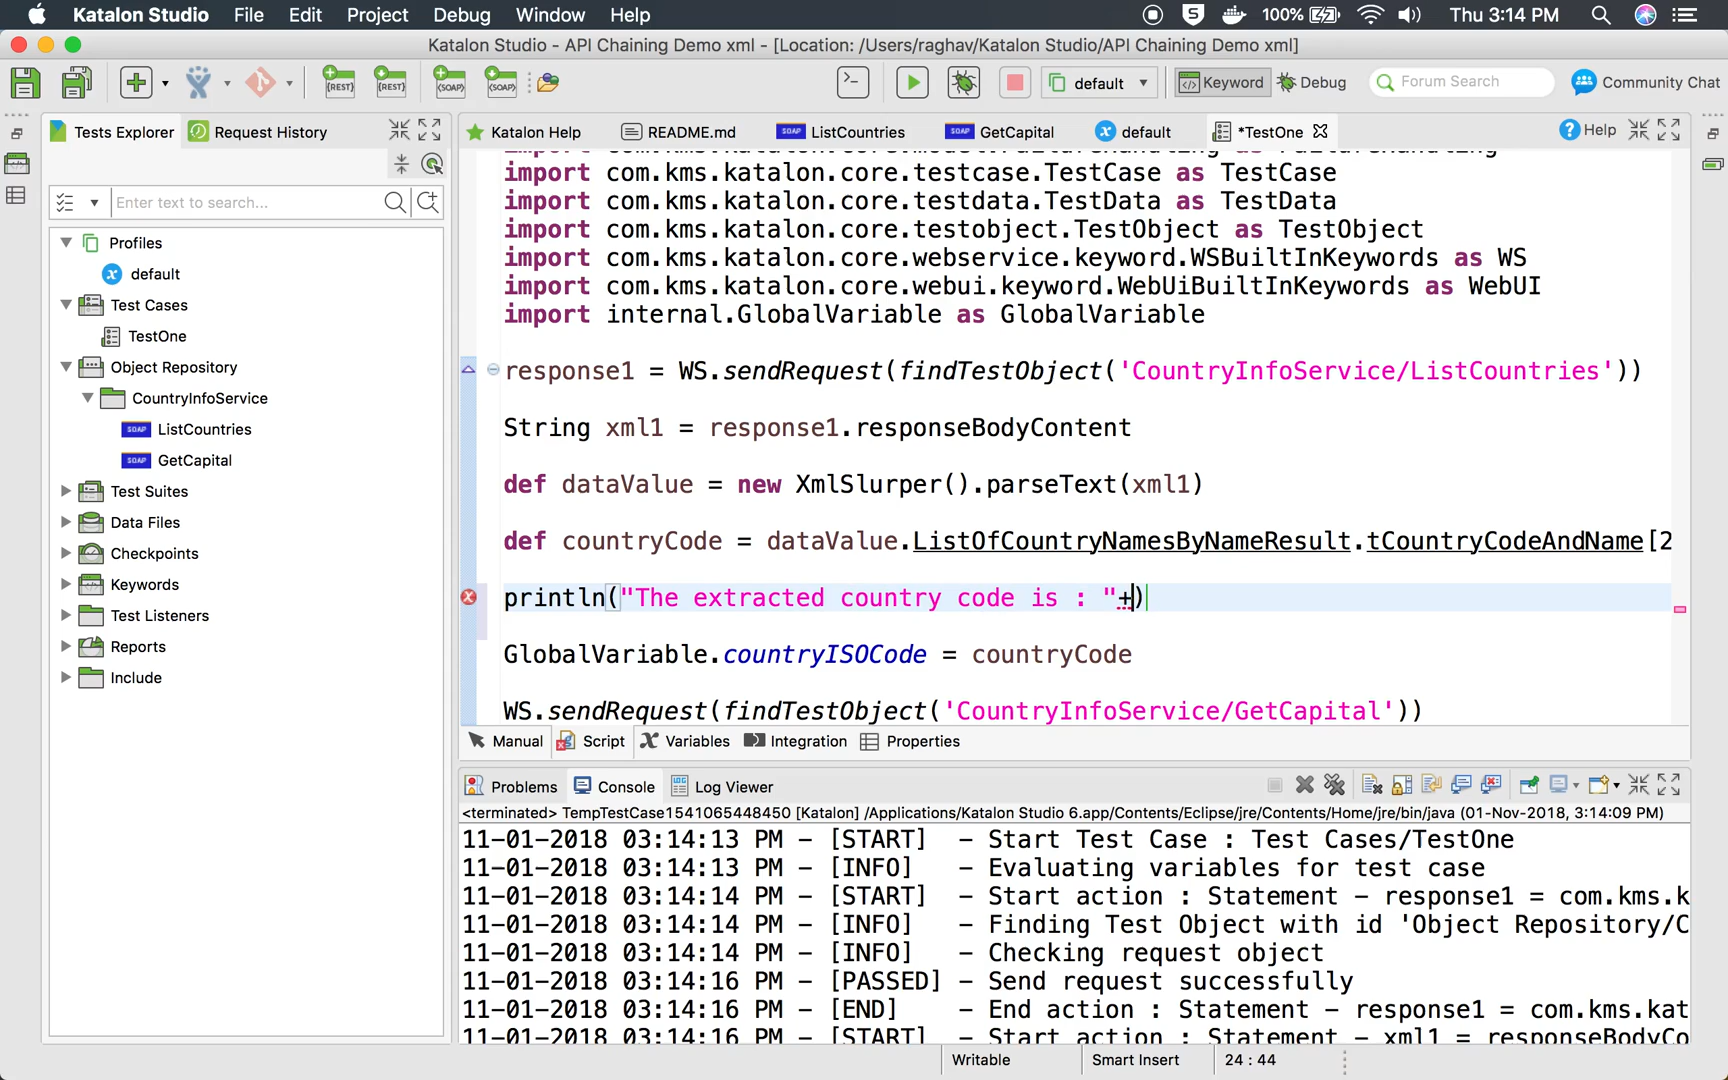 Katalon Studio File Edit Project Debug Window Help 100% Thu 3:14 PM
Katalon Studio - API Chaining Demo xml - [Location: /Users/raghav/Katalon Studio/API Chaining Demo xml]
default Keyword Debug Forum Search Community Chat
Tests Explorer Request History
Katalon Help README.md ListCountries GetCapital default *TestOne Help
Enter text to search...
Profiles
default
Test Cases
TestOne
Object Repository
CountryInfoService
ListCountries
GetCapital
Test Suites
Data Files
Checkpoints
Keywords
Test Listeners
Reports
Include
import com.kms.katalon.core.testcase.TestCase as TestCase
import com.kms.katalon.core.testdata.TestData as TestData
import com.kms.katalon.core.testobject.TestObject as TestObject
import com.kms.katalon.core.webservice.keyword.WSBuiltInKeywords as WS
import com.kms.katalon.core.webui.keyword.WebUiBuiltInKeywords as WebUI
import internal.GlobalVariable as GlobalVariable
response1 = WS.sendRequest(findTestObject('CountryInfoService/ListCountries'))
String xml1 = response1.responseBodyContent
def dataValue = new XmlSlurper().parseText(xml1)
def countryCode = dataValue.ListOfCountryNamesByNameResult.tCountryCodeAndName[2
println("The extracted country code is : "+)
GlobalVariable.countryISOCode = countryCode
WS.sendRequest(findTestObject('CountryInfoService/GetCapital'))
Manual Script Variables Integration Properties
Problems Console Log Viewer
<terminated> TempTestCase1541065448450 [Katalon] /Applications/Katalon Studio 6.app/Contents/Eclipse/jre/Contents/Home/jre/bin/java (01-Nov-2018, 3:14:09 PM)
11-01-2018 03:14:13 PM - [START] - Start Test Case : Test Cases/TestOne
11-01-2018 03:14:13 PM - [INFO] - Evaluating variables for test case
11-01-2018 03:14:14 PM - [START] - Start action : Statement - response1 = com.kms.k
11-01-2018 03:14:14 PM - [INFO] - Finding Test Object with id 'Object Repository/C
11-01-2018 03:14:14 PM - [INFO] - Checking request object
11-01-2018 03:14:16 PM - [PASSED] - Send request successfully
11-01-2018 03:14:16 PM - [END] - End action : Statement - response1 = com.kms.kat
11-01-2018 03:14:16 PM - [START] - Start action : Statement - xml1 = responseBodyCo
Writable Smart Insert 24 : 44